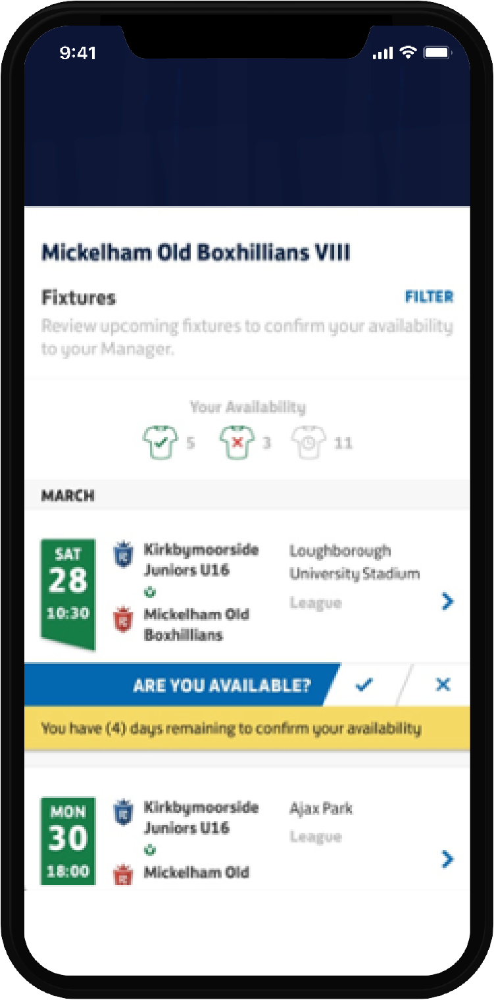 9:41
Mickelham Old Boxhillians VIII
Fixtures
FILTER
Review upcoming fixtures to confirm your availability
to your Manager.
Your Availability
5
3
11
MARCH
SAT
28
10:30
Kirkbymoorside
Juniors U16
Mickelham Old
Boxhillians
Loughborough
University Stadium
League
ARE YOU AVAILABLE?
You have (4) days remaining to confirm your availability
MON
30
18:00
Kirkbymoorside
Juniors U16
Mickelham Old
Ajax Park
League